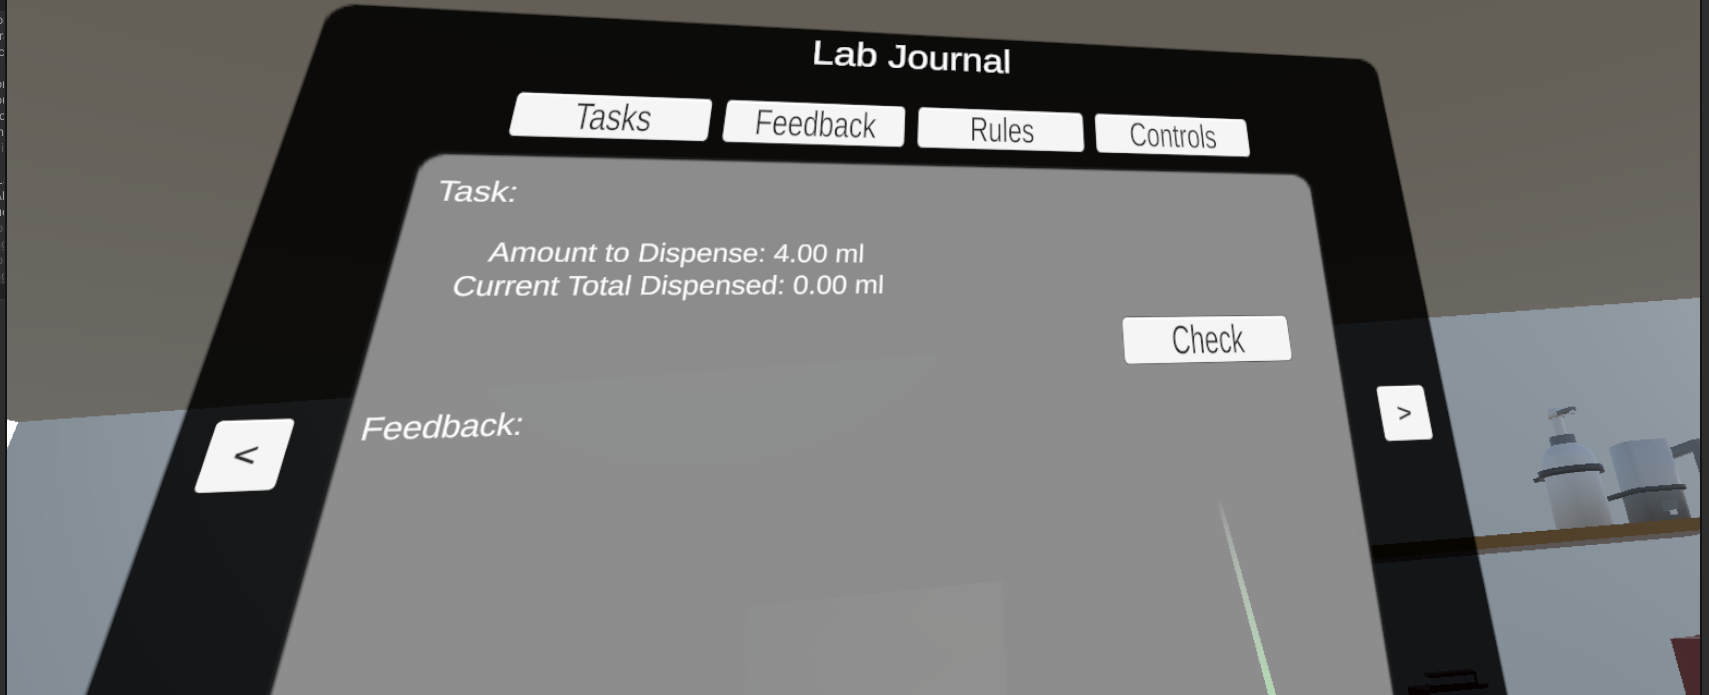 Lab Journal
Tasks
Feedback
Rules
Controls
Task:
Amount to Dispense: 4.00 ml
Current Total Dispensed: 0.00 ml
Check
<
>
Feedback: